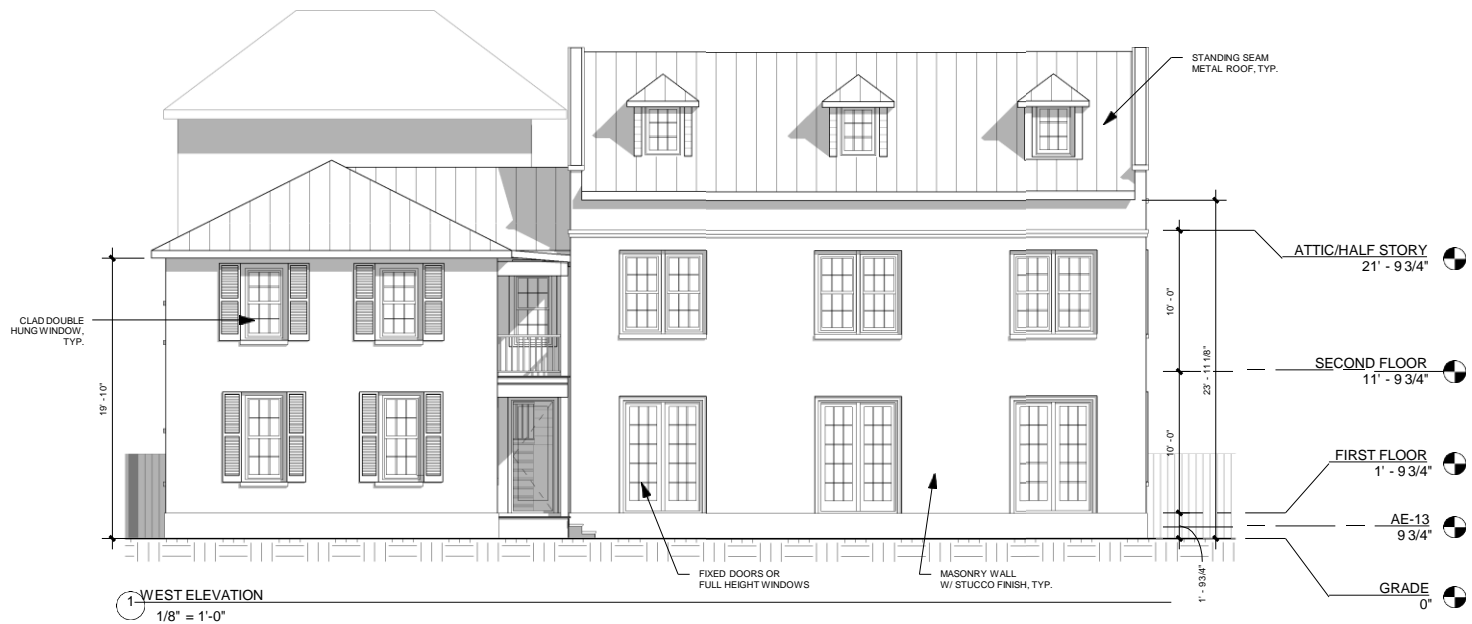 STANDING SEAM
METAL ROOF, TYP.
ATTIC/HALF STORY
21' - 9 3/4"
CLAD DOUBLE
HUNG WINDOW,
TYP.
10' - 0"
23' - 11 1/8"
SECOND FLOOR
11' - 9 3/4"
19' - 10"
10' - 0"
FIRST FLOOR
1' - 9 3/4"
AE-13
9 3/4"
FIXED DOORS OR
FULL HEIGHT WINDOWS
MASONRY WALL
W/ STUCCO FINISH, TYP.
1' - 9 3/4"
GRADE
0"
1 WEST ELEVATION
1/8" = 1'-0"